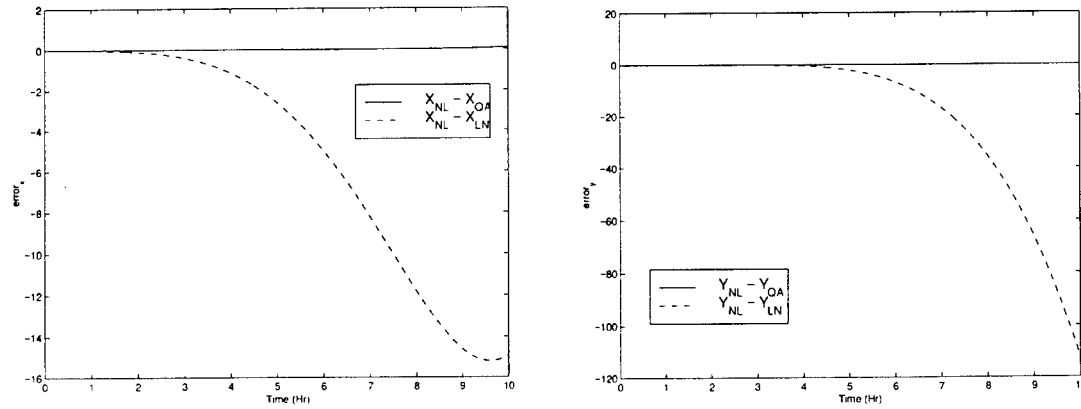 2
0
−2
−4
−6
−8
−10
−12
−14
−16
error_x
0 1 2 3 4 5 6 7 8 9 10
Time (Hr)
X_NL − X_QA
X_NL − X_LN
20
0
−20
−40
−60
−80
−100
−120
error_y
0 1 2 3 4 5 6 7 8 9 1
Time (Hr)
Y_NL − Y_QA
Y_NL − Y_LN